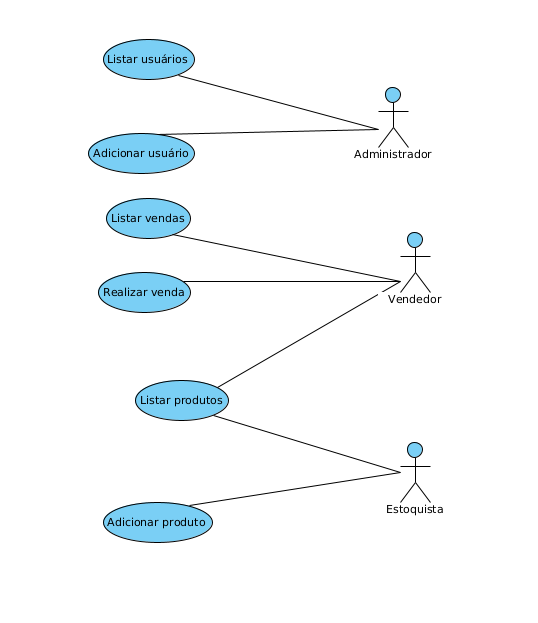 Listar usuários
Administrador
Adicionar usuário
Listar vendas
Realizar venda
Vendedor
Listar produtos
Estoquista
Adicionar produto